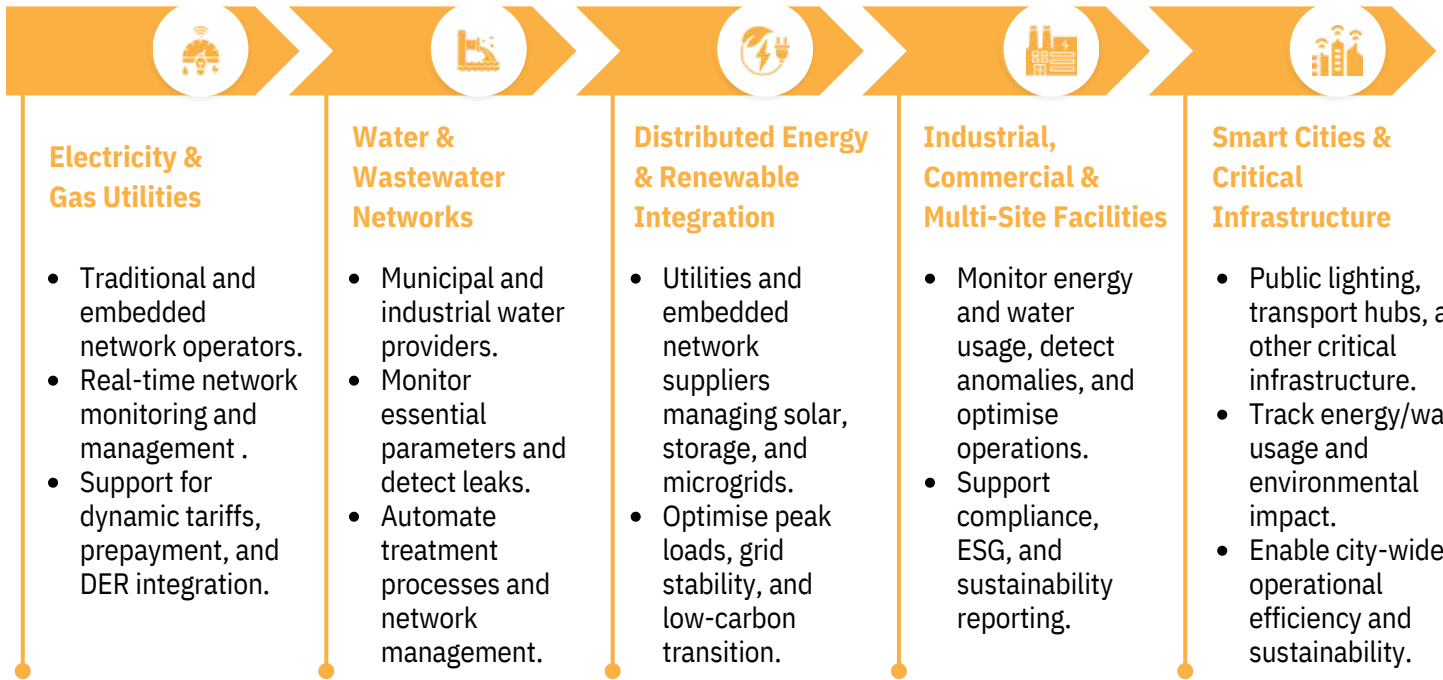 Electricity &
Gas Utilities
• Traditional and
embedded
network operators.
• Real-time network
monitoring and
management .
• Support for
dynamic tariffs,
prepayment, and
DER integration.
Water &
Wastewater
Networks
• Municipal and
industrial water
providers.
• Monitor
essential
parameters and
detect leaks.
• Automate
treatment
processes and
network
management.
Distributed Energy
& Renewable
Integration
• Utilities and
embedded
network
suppliers
managing solar,
storage, and
microgrids.
• Optimise peak
loads, grid
stability, and
low-carbon
transition.
Industrial,
Commercial &
Multi-Site Facilities
• Monitor energy
and water
usage, detect
anomalies, and
optimise
operations.
• Support
compliance,
ESG, and
sustainability
reporting.
Smart Cities &
Critical
Infrastructure
• Public lighting,
transport hubs,
other critical
infrastructure.
• Track
usage and
environmental
impact.
• Enable city-wide
operational
efficiency and
sustainability.